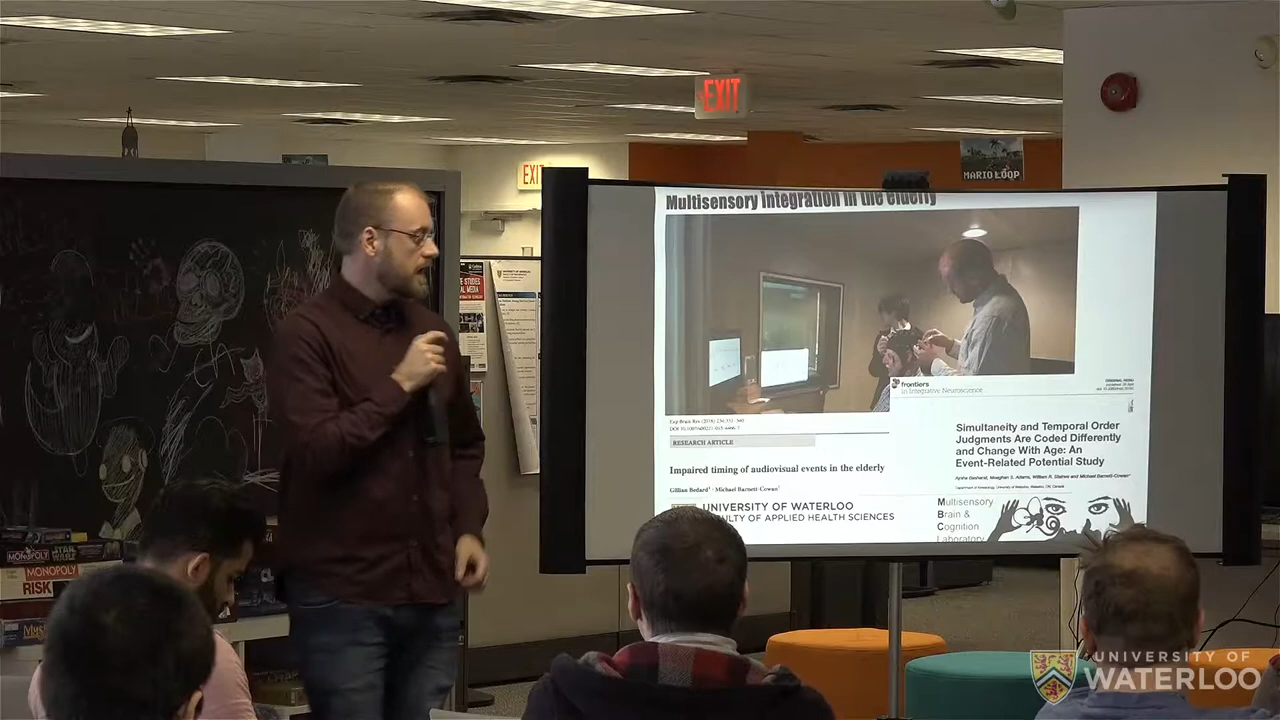 EXIT
EXIT
MARIO LOOP
Multisensory integration in the elderly
frontiers
in Integrative Neuroscience
RESEARCH ARTICLE
Impaired timing of audiovisual events in the elderly
Gillian Bedard¹ · Michael Barnett-Cowan¹
Simultaneity and Temporal Order
Judgments Are Coded Differently
and Change With Age: An
Event-Related Potential Study
UNIVERSITY OF WATERLOO
FACULTY OF APPLIED HEALTH SCIENCES
Multisensory
Brain &
Cognition
Laboratory
MONOPOLY
STAR WARS
MONOPOLY
RISK
UNIVERSITY OF
WATERLOO